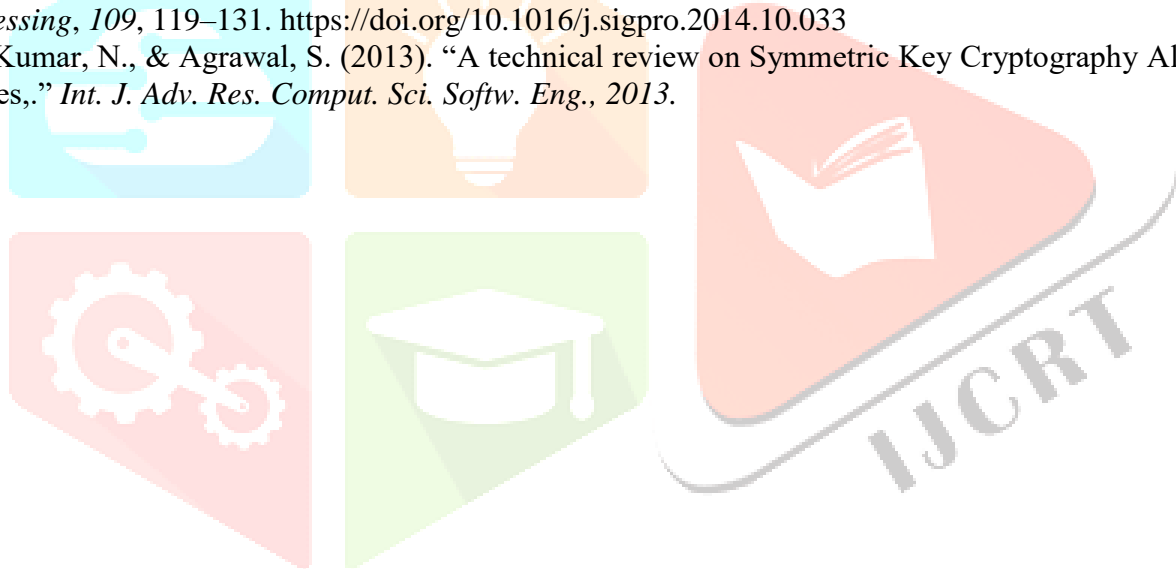 essing, 109, 119–131. https://doi.org/10.1016/j.sigpro.2014.10.033
Kumar, N., & Agrawal, S. (2013). “A technical review on Symmetric Key Cryptography Al
es,.” Int. J. Adv. Res. Comput. Sci. Softw. Eng., 2013.
IJCRT